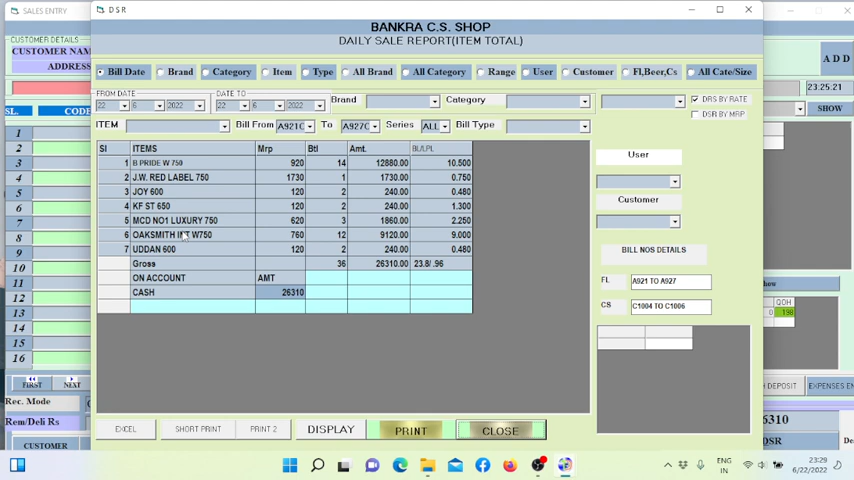 SALES ENTRY
DSR
CUSTOMER DETAILS
BANKRA C.S. SHOP
CUSTOMER NAM
DAILY SALE REPORT(ITEM TOTAL)
ADDRES
ADD
Bill Date Brand Category Item Type All Brand All Category Range User Customer Fl,Beer,Cs All Cate/Size
23:25:21
FROM DATE DATE TO
22 6 2022 22 6 2022 Brand Category DRS BY RATE
SL. CODE SHOW
DSR BY MRP
ITEM Bill From A921C To A927C Series ALL Bill Type
Sl ITEMS Mrp Btl Amt. BL/LPL
1 B PRIDE W 750 920 14 12880.00 10.500
2 J.W. RED LABEL 750 1730 1 1730.00 0.750
3 JOY 600 120 2 240.00 0.480
4 KF ST 650 120 2 240.00 1.300
5 MCD NO1 LUXURY 750 620 3 1860.00 2.250
6 OAKSMITH INT W750 760 12 9120.00 9.000
7 UDDAN 600 120 2 240.00 0.480
Gross 36 26310.00 23.8/.96
ON ACCOUNT AMT
CASH 26310
1
2
3
4
5
6
7
8
9
10
11
12
13
14
15
16
User
Customer
BILL NOS DETAILS
FL A921 TO A927
CS C1004 TO C1006
how
QOH
0 198
FIRST NEXT
H DEPOSIT EXPENSES EN
Rec. Mode
Rem/Deli Rs
6310
EXCEL SHORT PRINT PRINT 2 DISPLAY PRINT CLOSE
CUSTOMER
DSR
ENG
IN
23:29
6/22/2022